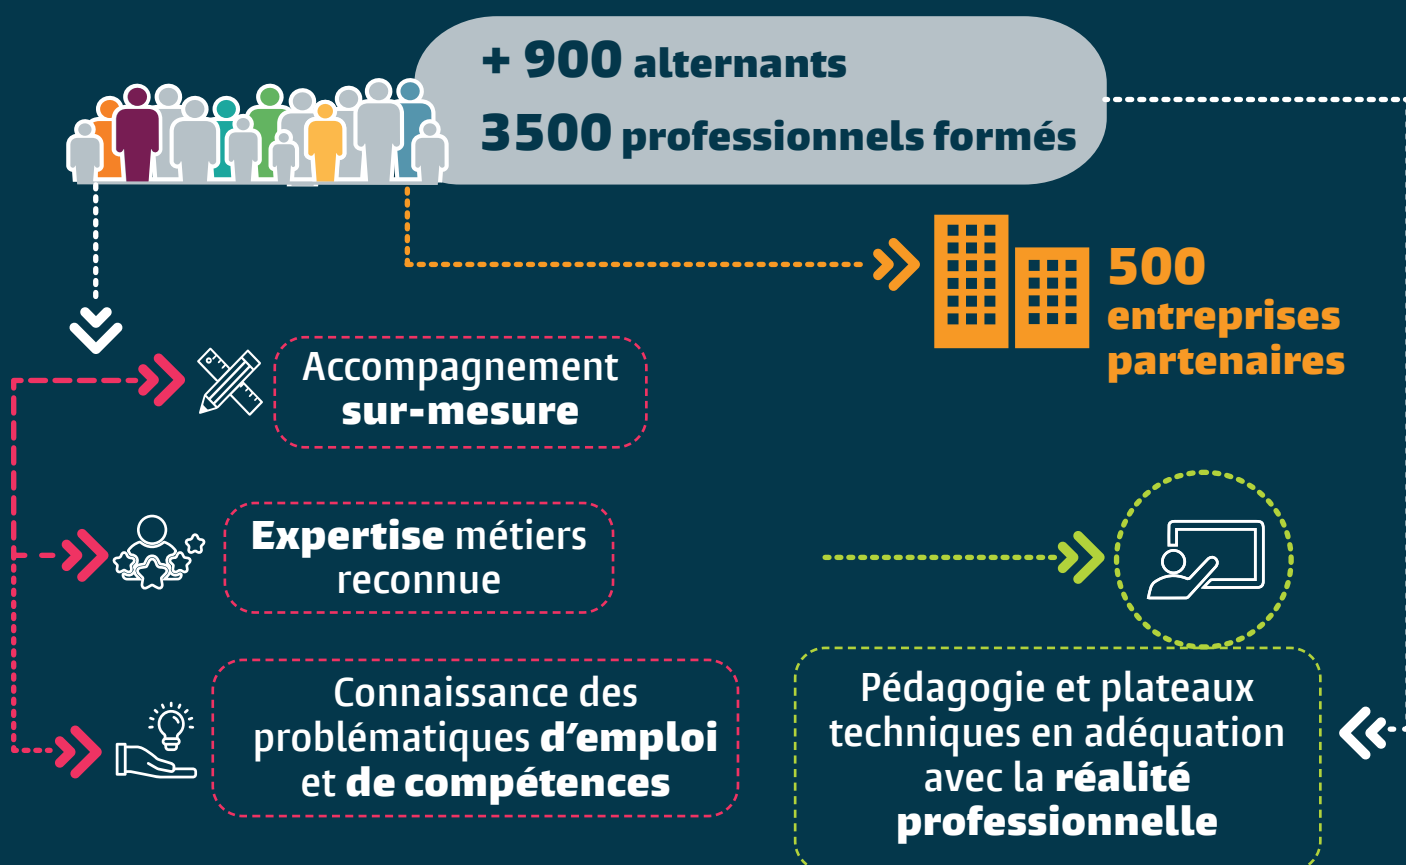 + 900 alternants
3500 professionnels formés
500
entreprises
partenaires
Accompagnement
sur-mesure
Expertise métiers
reconnue
Connaissance des
problématiques d’emploi
et de compétences
Pédagogie et plateaux
techniques en adéquation
avec la réalité
professionnelle